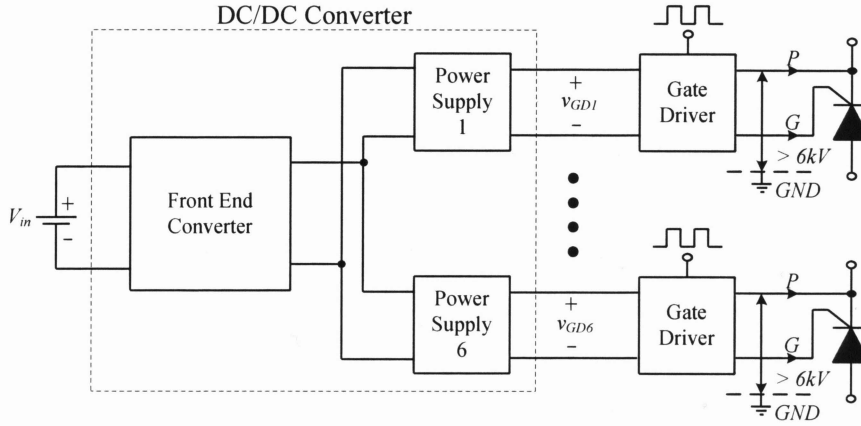 DC/DC Converter
Power
Supply
1
+
vGD1
−
Gate
Driver
P
G
> 6kV
GND
Front End
Converter
Vin
+
−
Power
Supply
6
+
vGD6
−
Gate
Driver
P
G
> 6kV
GND